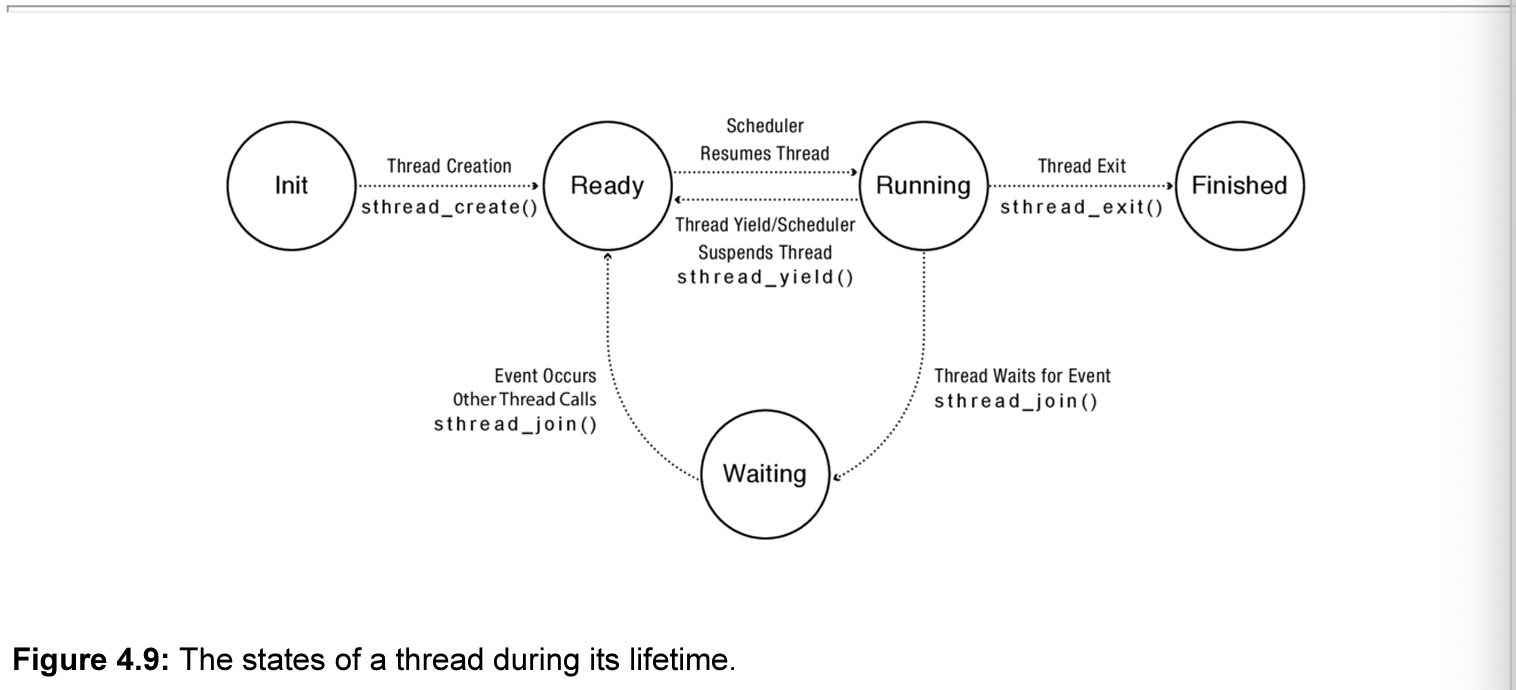 Init
Thread Creation
sthread_create()
Ready
Scheduler
Resumes Thread
Thread Yield/Scheduler
Suspends Thread
sthread_yield()
Running
Thread Exit
sthread_exit()
Finished
Event Occurs
Other Thread Calls
sthread_join()
Thread Waits for Event
sthread_join()
Waiting
Figure 4.9: The states of a thread during its lifetime.